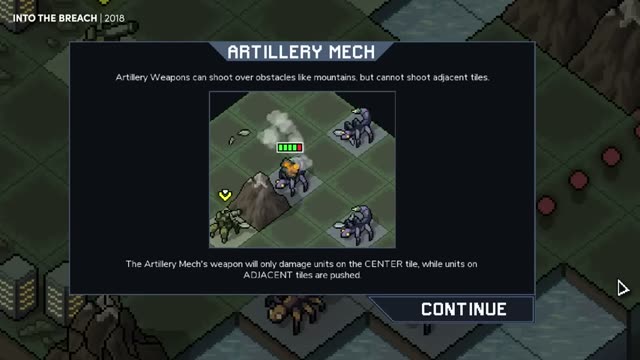 INTO THE BREACH | 2018
ARTILLERY MECH
Artillery Weapons can shoot over obstacles like mountains, but cannot shoot adjacent tiles.
The Artillery Mech's weapon will only damage units on the CENTER tile, while units on
ADJACENT tiles are pushed.
CONTINUE